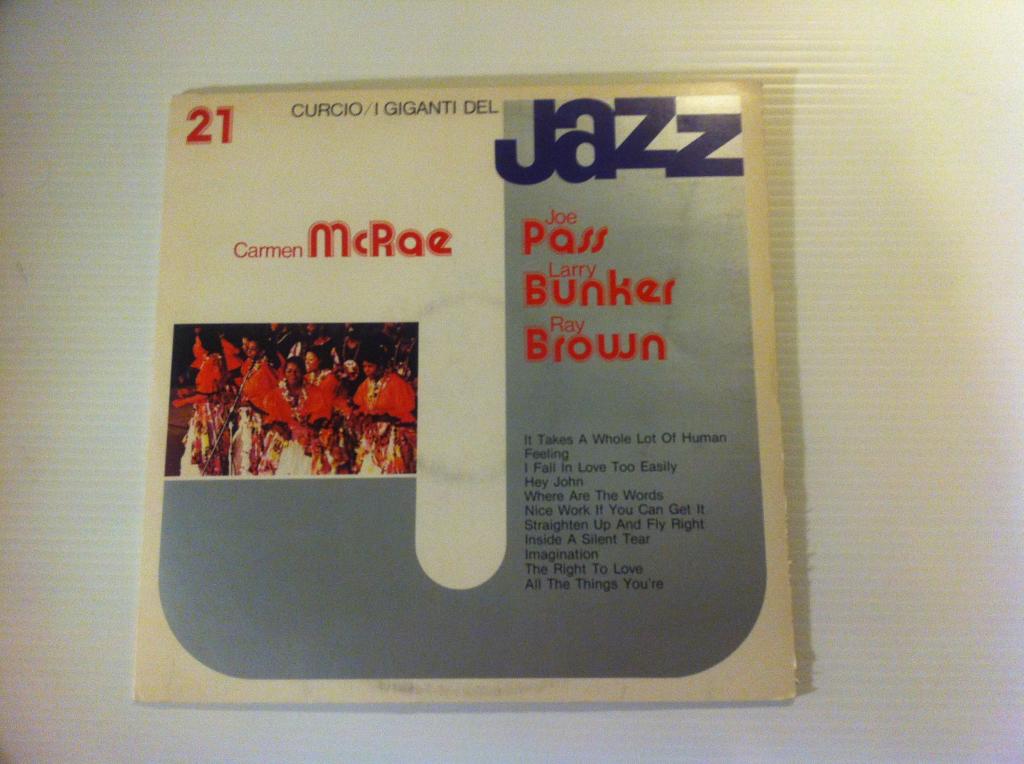 21
CURCIO/I GIGANTI DEL
Jazz
Carmen McRae
Joe
Pass
Larry
Bunker
Ray
Brown
It Takes A Whole Lot Of Human
Feeling
I Fall In Love Too Easily
Hey John
Where Are The Words
Nice Work If You Can Get It
Straighten Up And Fly Right
Inside A Silent Tear
Imagination
The Right To Love
All The Things You're